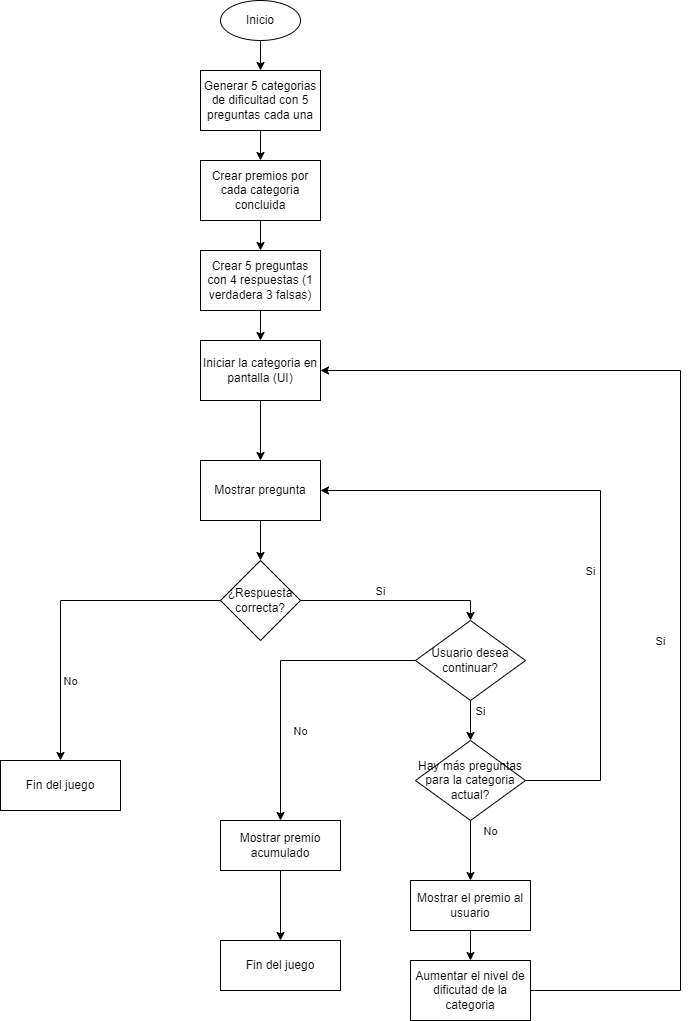 Inicio
Generar 5 categorias
de dificultad con 5
preguntas cada una
Crear premios por
cada categoria
concluida
Crear 5 preguntas
con 4 respuestas (1
verdadera 3 falsas)
Iniciar la categoria en
pantalla (UI)
Mostrar pregunta
¿Respuesta
correcta?
Si
No
Usuario desea
continuar?
Si
No
Hay más preguntas
para la categoria
actual?
Si
No
Si
Fin del juego
Mostrar premio
acumulado
Fin del juego
Mostrar el premio al
usuario
Aumentar el nivel de
dificutad de la
categoria